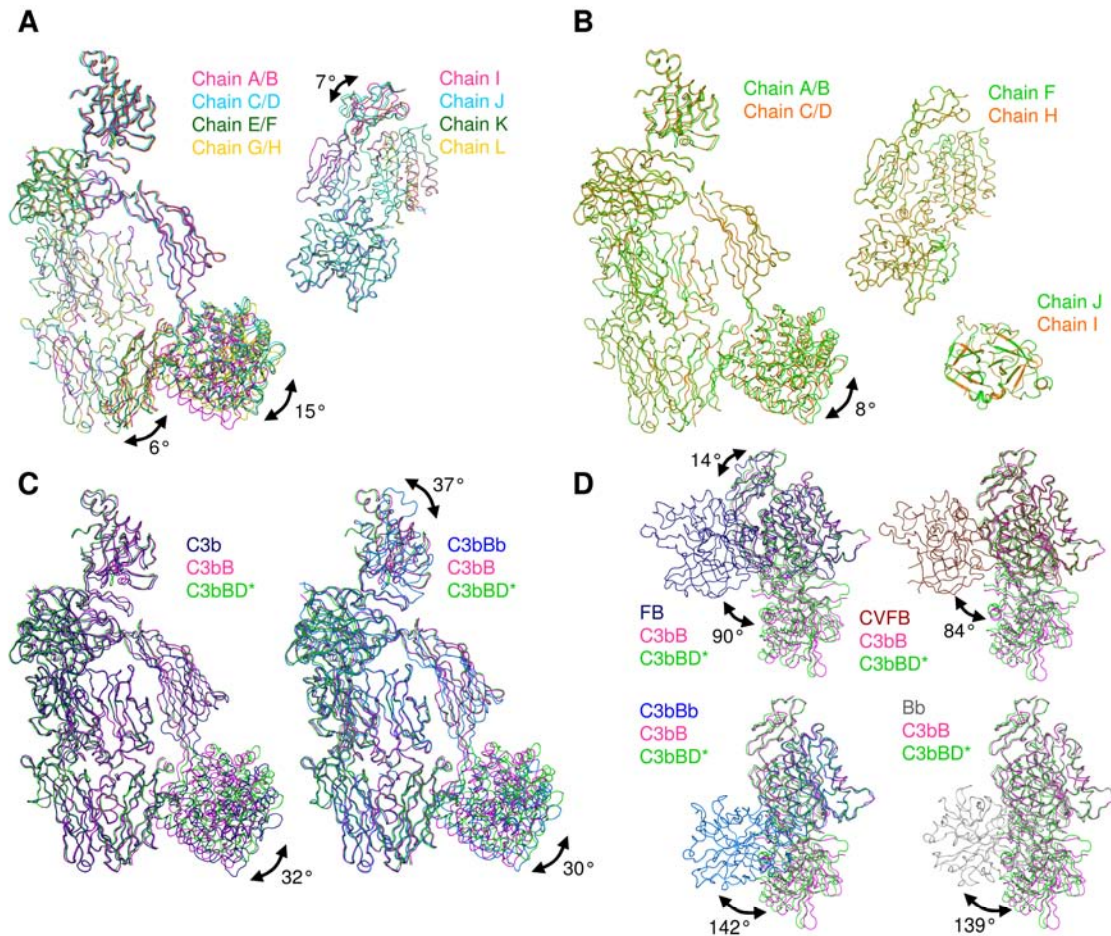 A
Chain A/B
Chain C/D
Chain E/F
Chain G/H
7°
Chain I
Chain J
Chain K
Chain L
15°
6°
B
Chain A/B
Chain C/D
Chain F
Chain H
Chain J
Chain I
8°
C
C3b
C3bB
C3bBD*
37°
C3bBb
C3bB
C3bBD*
32°
30°
D
14°
FB
C3bB
C3bBD*
90°
CVFB
C3bB
C3bBD*
84°
C3bBb
C3bB
C3bBD*
142°
Bb
C3bB
C3bBD*
139°